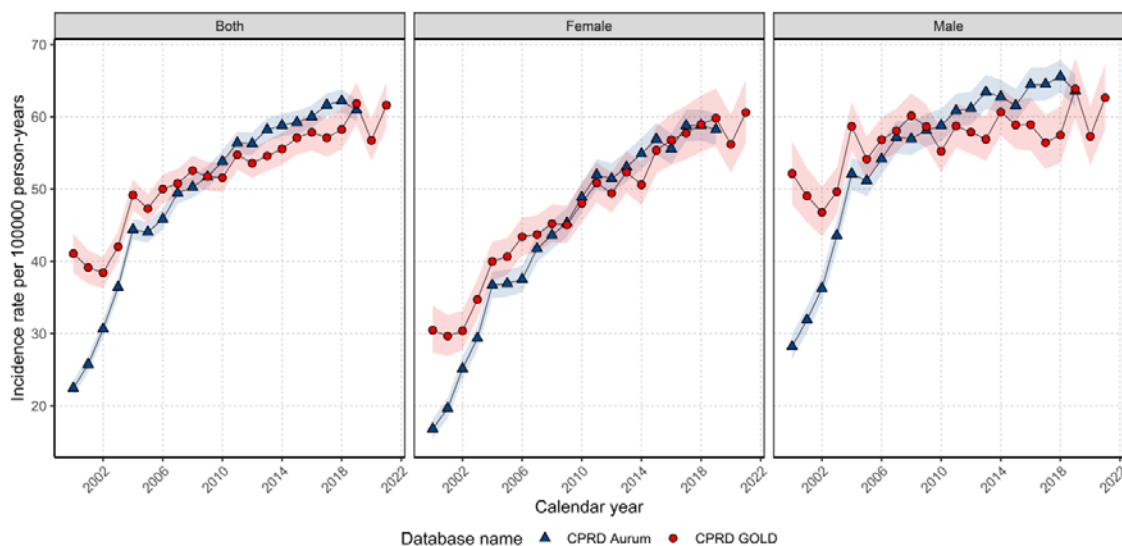 Both Female Male
Incidence rate per 100000 person-years
70
60
50
40
30
20
2002 2006 2010 2014 2018 2022 2002 2006 2010 2014 2018 2022 2002 2006 2010 2014 2018 2022
Calendar year
Database name CPRD Aurum CPRD GOLD